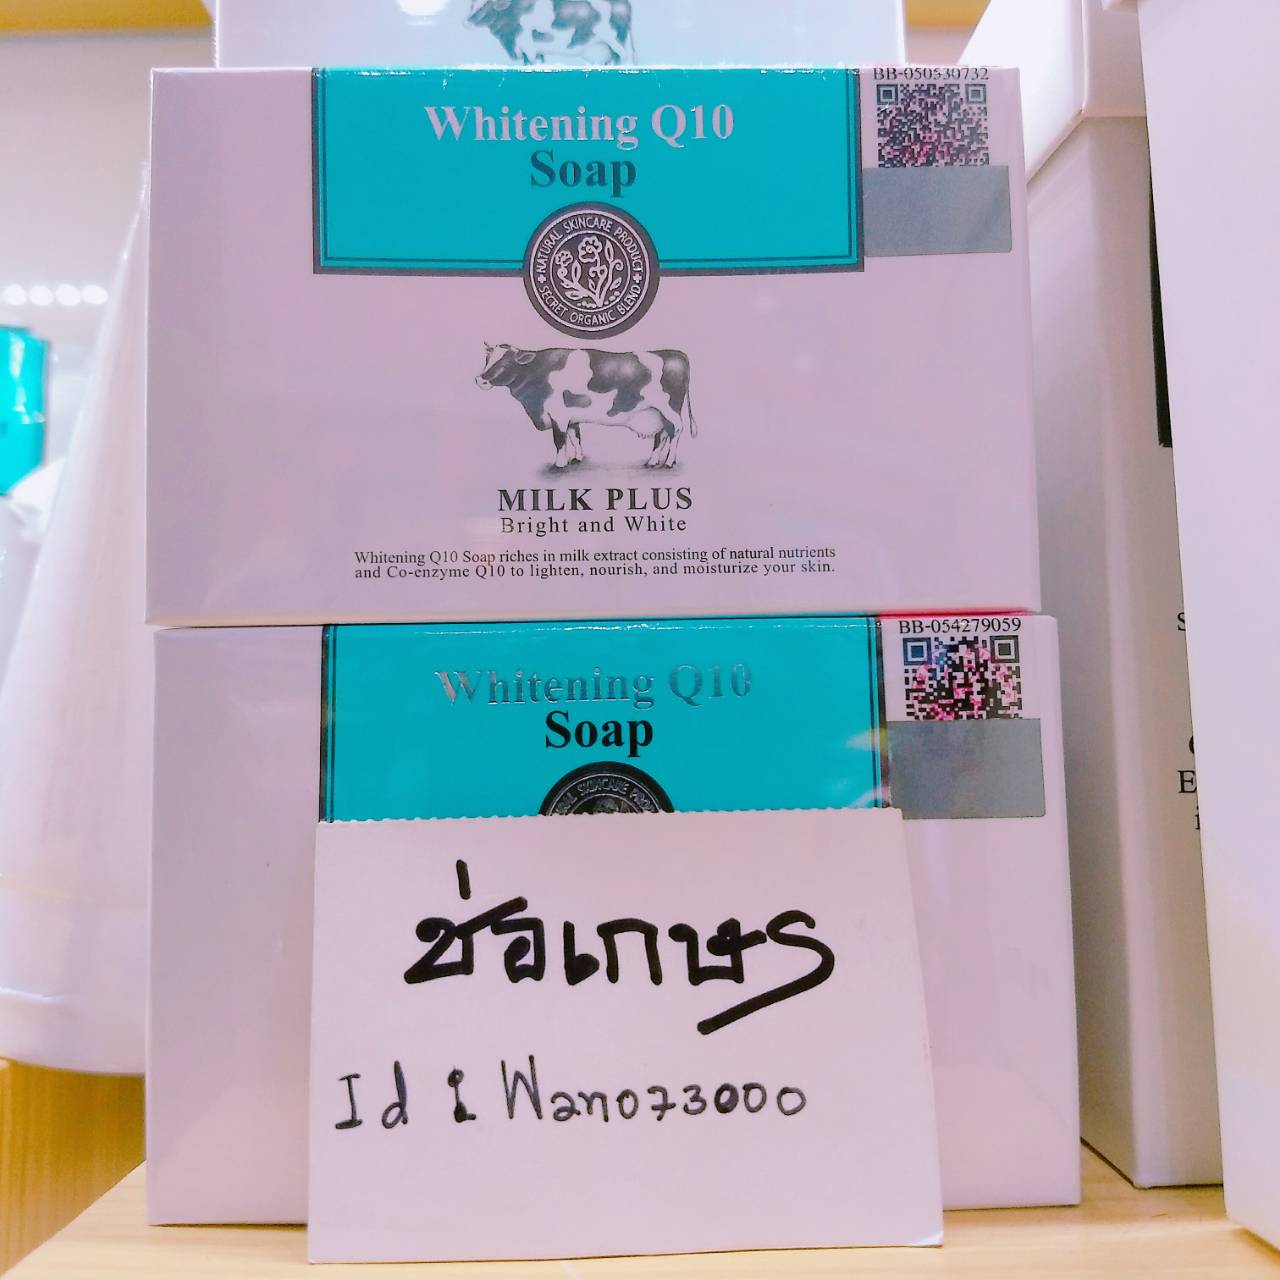 BB-050530732
Whitening Q10
Soap
NATURAL SKINCARE PRODUCT
SECRET ORGANIC BLEND
MILK PLUS
Bright and White
Whitening Q10 Soap riches in milk extract consisting of natural nutrients
and Co-enzyme Q10 to lighten, nourish, and moisturize your skin.
BB-054279059
Whitening Q10
Soap
SKINCARE
ช่อเกษร
Id : Wano73000